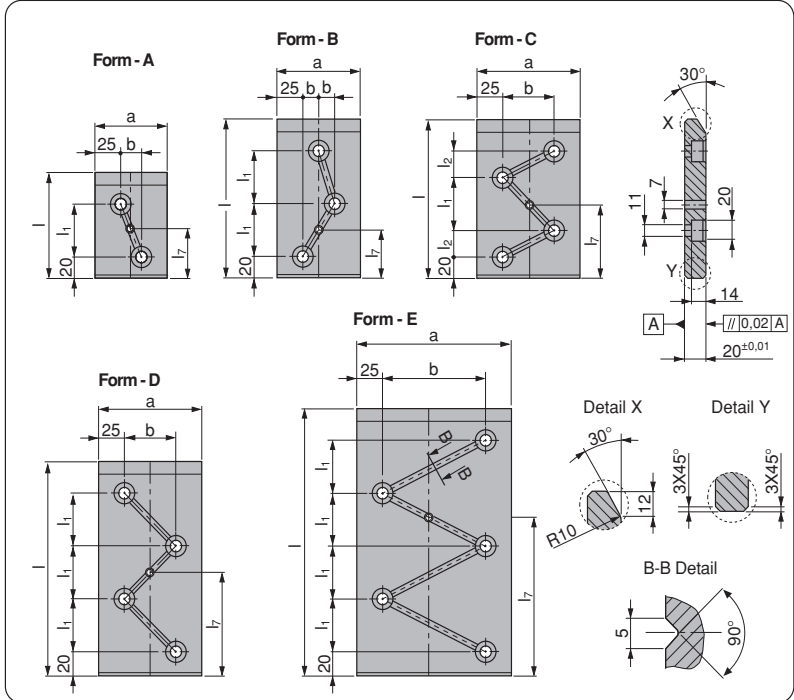 Form - A
a
25 b
l
l1
20
l7
Form - B
a
25 b b
l
l1
l1
20
l7
Form - C
a
25 b
l
l2
l1
l2
20
l7
30°
X
7
11
20
Y
14
A
// 0,02 A
20±0,01
Form - D
a
25 b
l
l1
l1
l1
20
l7
Form - E
a
25 b
B
B
l
l1
l1
l1
l1
20
l7
Detail X
30°
12
R10
Detail Y
3X45°
3X45°
B-B Detail
5
90°